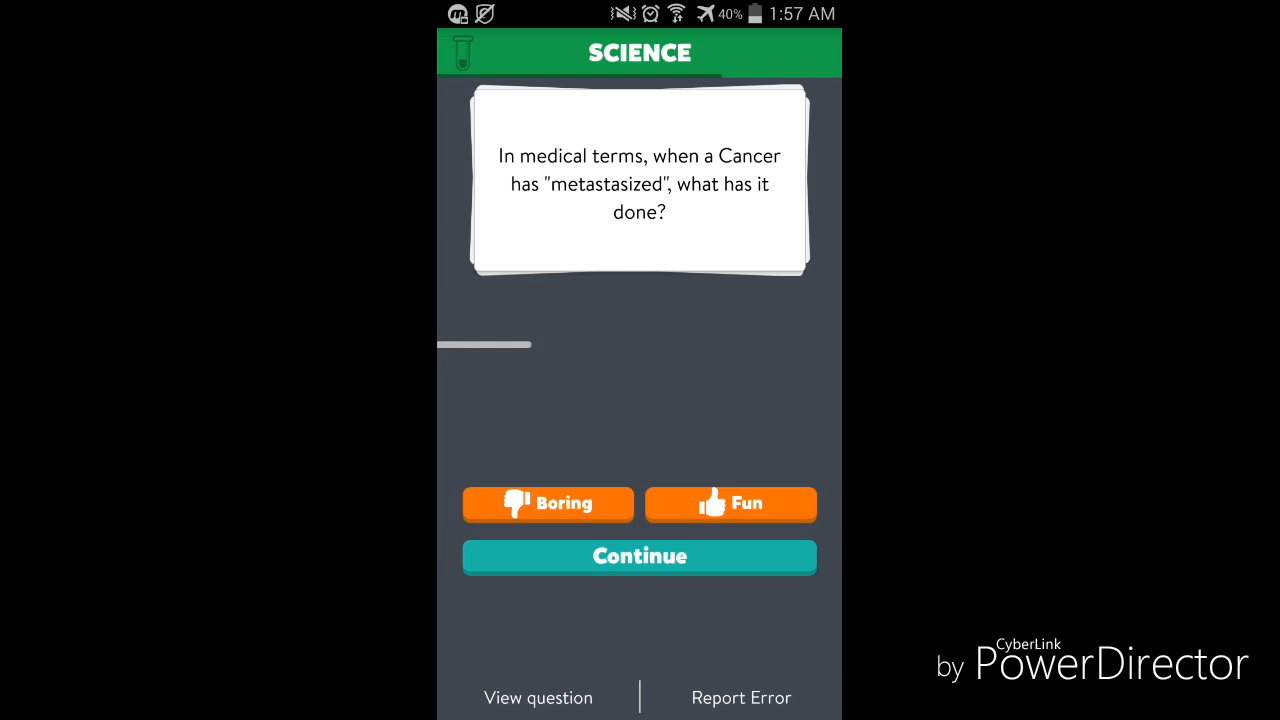 40% 1:57 AM
SCIENCE
In medical terms, when a Cancer
has "metastasized", what has it
done?
Boring
Fun
Continue
View question
Report Error
CyberLink
by PowerDirector